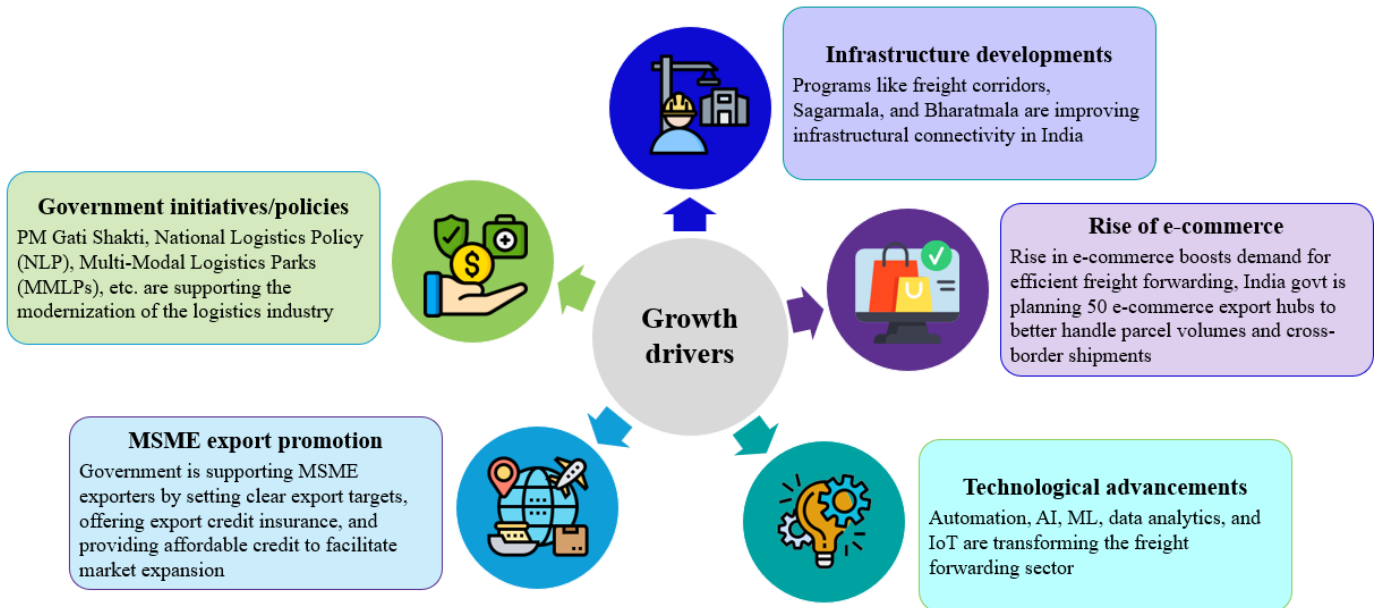 Infrastructure developments
Programs like freight corridors,
Sagarmala, and Bharatmala are improving
infrastructural connectivity in India
Government initiatives/policies
PM Gati Shakti, National Logistics Policy
(NLP), Multi-Modal Logistics Parks
(MMLPs), etc. are supporting the
modernization of the logistics industry
$
Rise of e-commerce
Rise in e-commerce boosts demand for
efficient freight forwarding, India govt is
planning 50 e-commerce export hubs to
better handle parcel volumes and cross-
border shipments
Growth
drivers
MSME export promotion
Government is supporting MSME
exporters by setting clear export targets,
offering export credit insurance, and
providing affordable credit to facilitate
market expansion
Technological advancements
Automation, AI, ML, data analytics, and
IoT are transforming the freight
forwarding sector